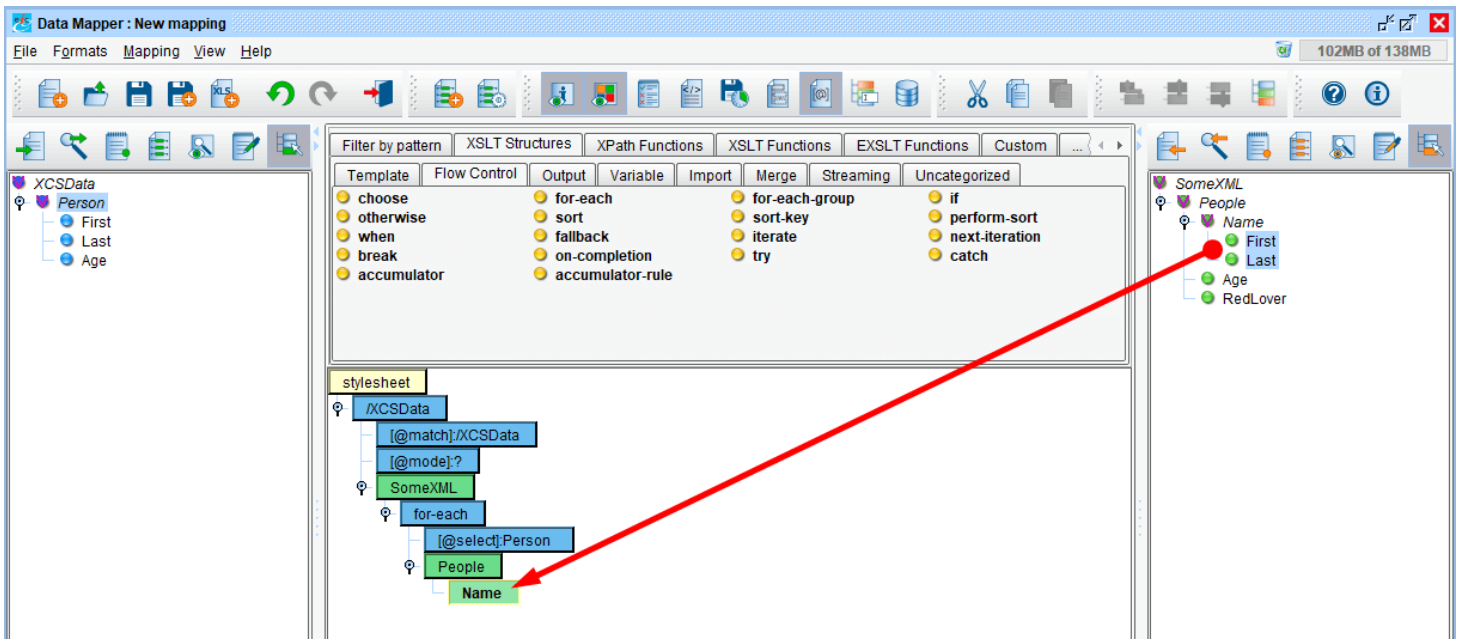 Data Mapper : New mapping
File Formats Mapping View Help
102MB of 138MB
XLS
Filter by pattern XSLT Structures XPath Functions XSLT Functions EXSLT Functions Custom ...
Template Flow Control Output Variable Import Merge Streaming Uncategorized
choose for-each for-each-group if
otherwise sort sort-key perform-sort
when fallback iterate next-iteration
break on-completion try catch
accumulator accumulator-rule
XCSData
Person
First
Last
Age
stylesheet
/XCSData
[@match]:/XCSData
[@mode]:?
SomeXML
for-each
[@select]:Person
People
Name
SomeXML
People
Name
First
Last
Age
RedLover